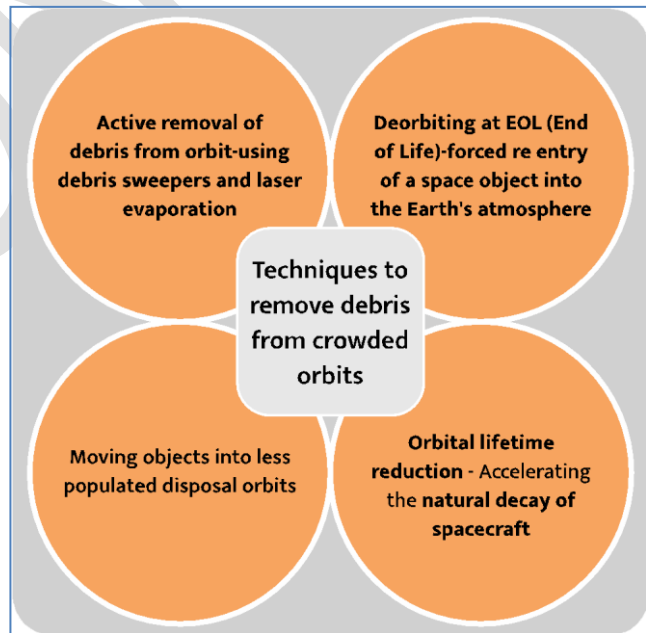 Active removal of
debris from orbit-using
debris sweepers and laser
evaporation
Deorbiting at EOL (End
of Life)-forced re entry
of a space object into
the Earth's atmosphere
Techniques to
remove debris
from crowded
orbits
Moving objects into less
populated disposal orbits
Orbital lifetime
reduction - Accelerating
the natural decay of
spacecraft